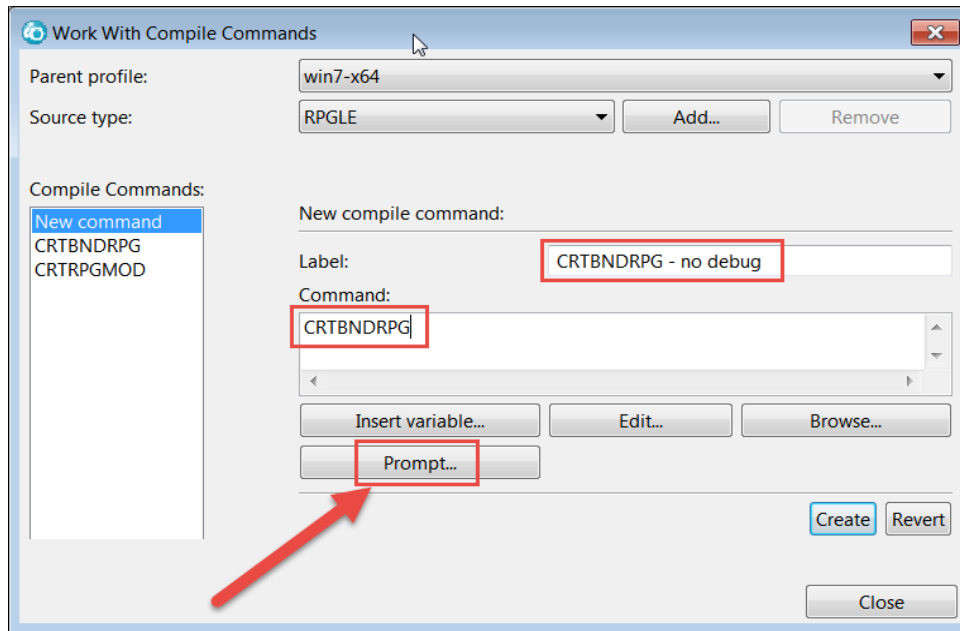 Work With Compile Commands
Parent profile: win7-x64
Source type: RPGLE Add... Remove
Compile Commands:
New command
CRTBNDRPG
CRTRPGMOD
New compile command:
Label: CRTBNDRPG - no debug
Command:
CRTBNDRPG
Insert variable... Edit... Browse...
Prompt...
Create Revert
Close